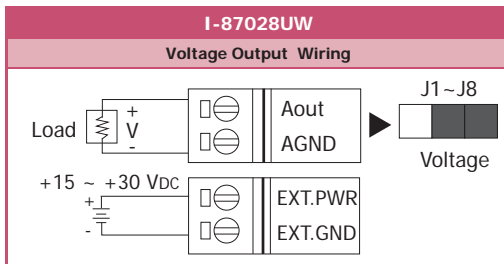 I-87028UW
Voltage Output Wiring
J1~J8
+
Load
V
-
Aout
AGND
Voltage
+15 ~ +30 VDC
+
-
EXT.PWR
EXT.GND